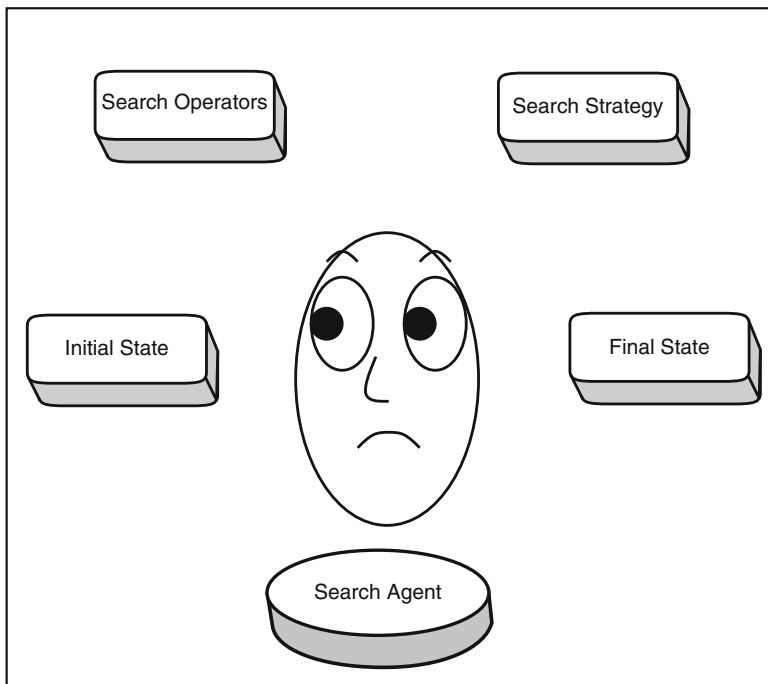 Search Operators
Search Strategy
Initial State
Final State
Search Agent